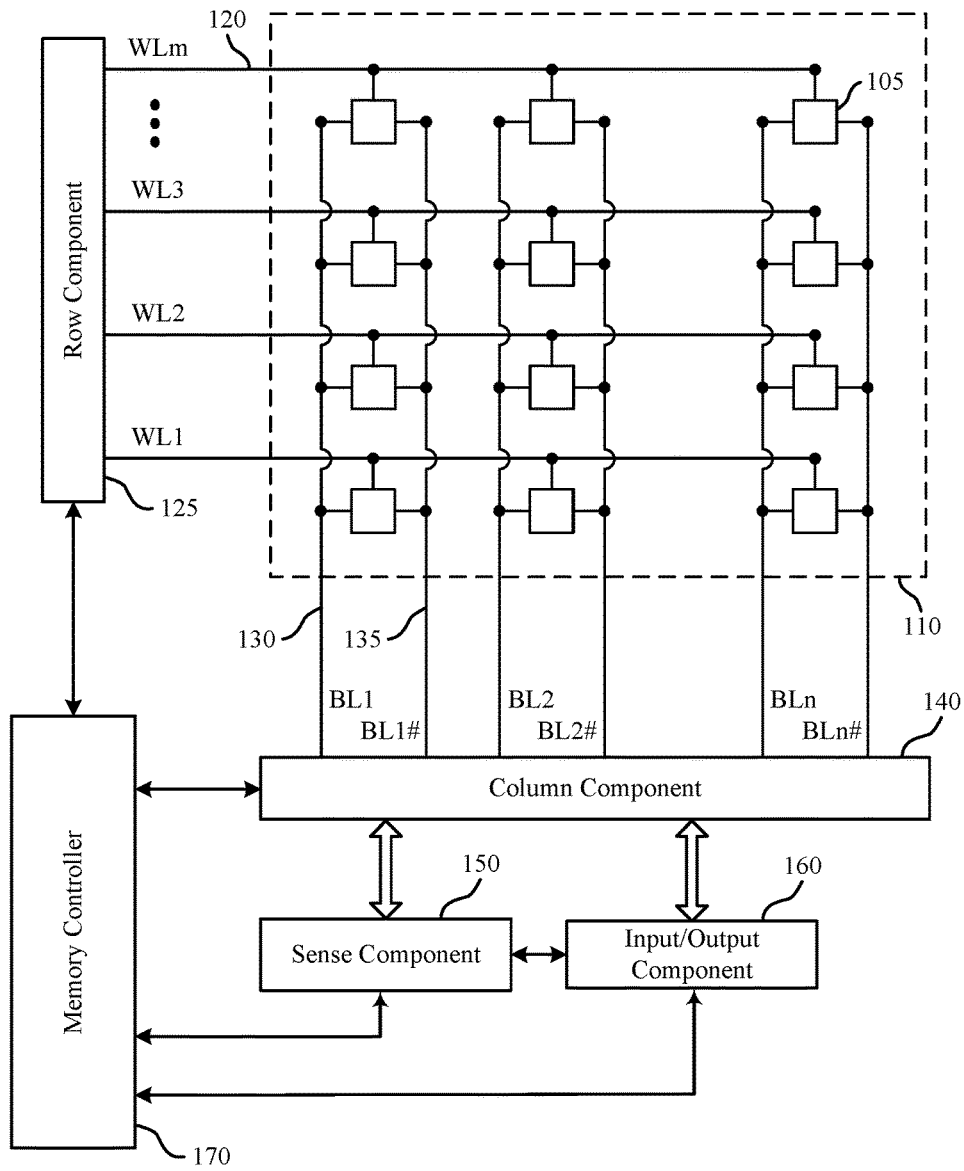 120
WLm
105
WL3
Row Component
WL2
WL1
125
130
135
110
BL1
BL1#
BL2
BL2#
BLn
BLn#
140
Column Component
150
160
Sense Component
Input/Output
Component
Memory Controller
170